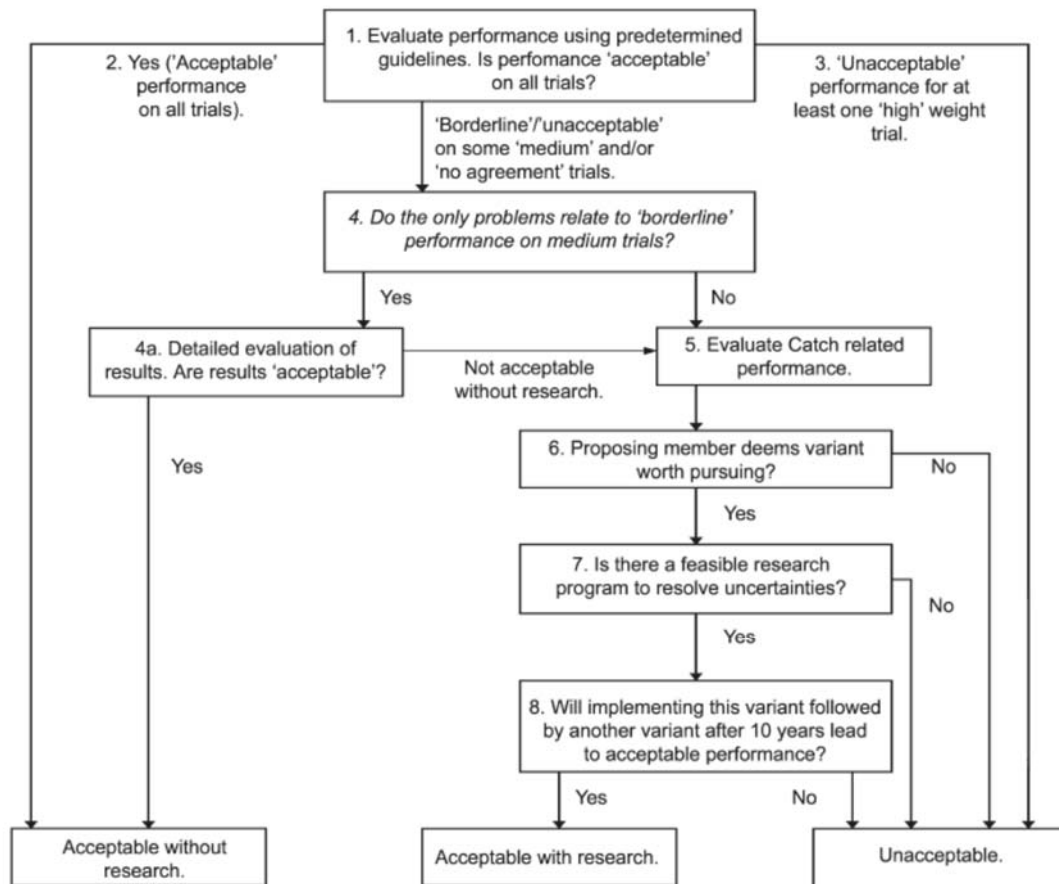 1. Evaluate performance using predetermined
guidelines. Is perfomance 'acceptable'
on all trials?
2. Yes ('Acceptable'
performance
on all trials).
3. 'Unacceptable'
performance for at
least one 'high' weight
trial.
'Borderline'/'unacceptable'
on some 'medium' and/or
'no agreement' trials.
4. Do the only problems relate to 'borderline'
performance on medium trials?
Yes
No
4a. Detailed evaluation of
results. Are results 'acceptable'?
Not acceptable
without research.
5. Evaluate Catch related
performance.
Yes
6. Proposing member deems variant
worth pursuing?
No
Yes
7. Is there a feasible research
program to resolve uncertainties?
No
Yes
8. Will implementing this variant followed
by another variant after 10 years lead
to acceptable performance?
Yes
No
Acceptable without
research.
Acceptable with research.
Unacceptable.